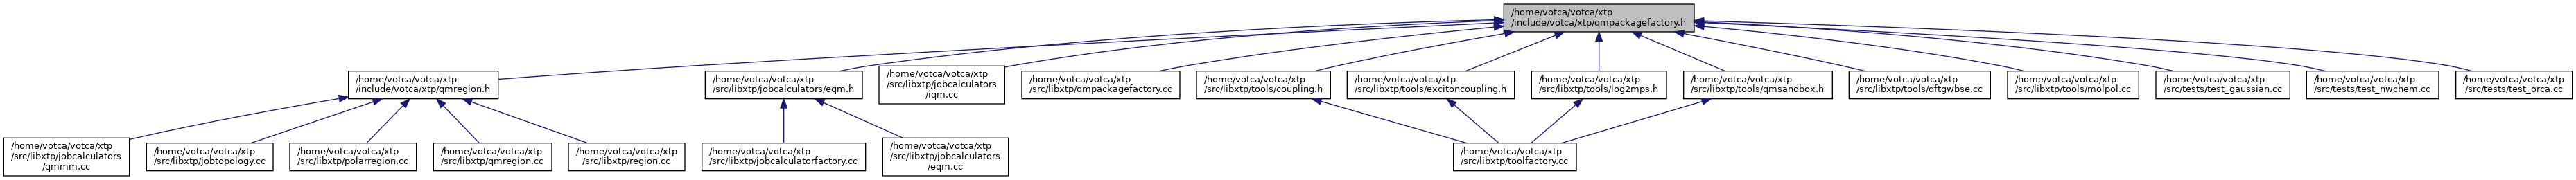 /home/votca/votca/xtp
/include/votca/xtp/qmpackagefactory.h
/home/votca/votca/xtp
/include/votca/xtp/qmregion.h
/home/votca/votca/xtp
/src/libxtp/jobcalculators/eqm.h
/home/votca/votca/xtp
/src/libxtp/jobcalculators
/iqm.cc
/home/votca/votca/xtp
/src/libxtp/qmpackagefactory.cc
/home/votca/votca/xtp
/src/libxtp/tools/coupling.h
/home/votca/votca/xtp
/src/libxtp/tools/excitoncoupling.h
/home/votca/votca/xtp
/src/libxtp/tools/log2mps.h
/home/votca/votca/xtp
/src/libxtp/tools/qmsandbox.h
/home/votca/votca/xtp
/src/libxtp/tools/dftgwbse.cc
/home/votca/votca/xtp
/src/libxtp/tools/molpol.cc
/home/votca/votca/xtp
/src/tests/test_gaussian.cc
/home/votca/votca/xtp
/src/tests/test_nwchem.cc
/home/votca/votca/xtp
/src/tests/test_orca.cc
/home/votca/votca/xtp
/src/libxtp/jobcalculators
/qmmm.cc
/home/votca/votca/xtp
/src/libxtp/jobtopology.cc
/home/votca/votca/xtp
/src/libxtp/polarregion.cc
/home/votca/votca/xtp
/src/libxtp/qmregion.cc
/home/votca/votca/xtp
/src/libxtp/region.cc
/home/votca/votca/xtp
/src/libxtp/jobcalculatorfactory.cc
/home/votca/votca/xtp
/src/libxtp/jobcalculators
/eqm.cc
/home/votca/votca/xtp
/src/libxtp/toolfactory.cc